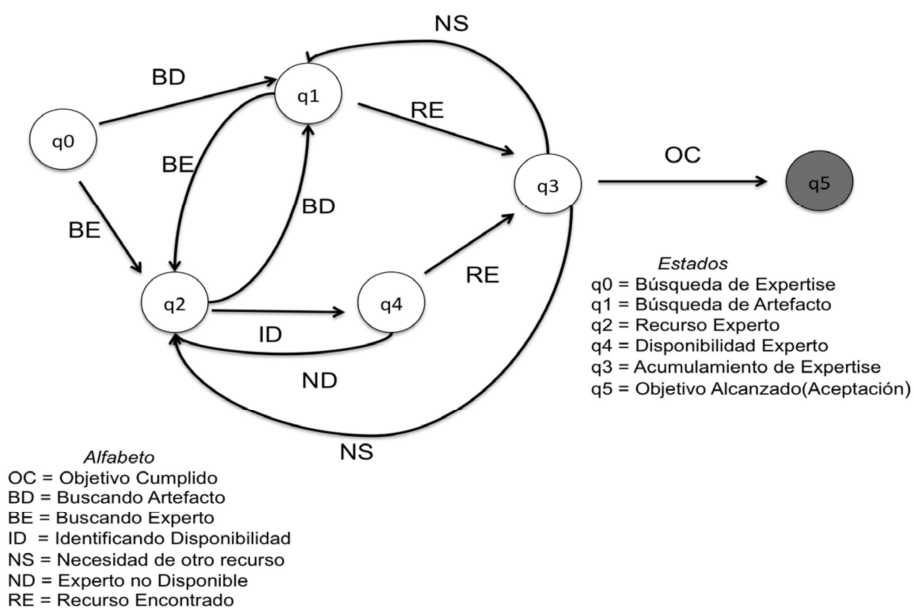 NS
BD
q1
RE
q0
BE
OC
q3
q5
BD
BE
RE
q2
q4
ID
ND
NS
Estados
q0 = Búsqueda de Expertise
q1 = Búsqueda de Artefacto
q2 = Recurso Experto
q4 = Disponibilidad Experto
q3 = Acumulamiento de Expertise
q5 = Objetivo Alcanzado(Aceptación)
Alfabeto
OC = Objetivo Cumplido
BD = Buscando Artefacto
BE = Buscando Experto
ID = Identificando Disponibilidad
NS = Necesidad de otro recurso
ND = Experto no Disponible
RE = Recurso Encontrado